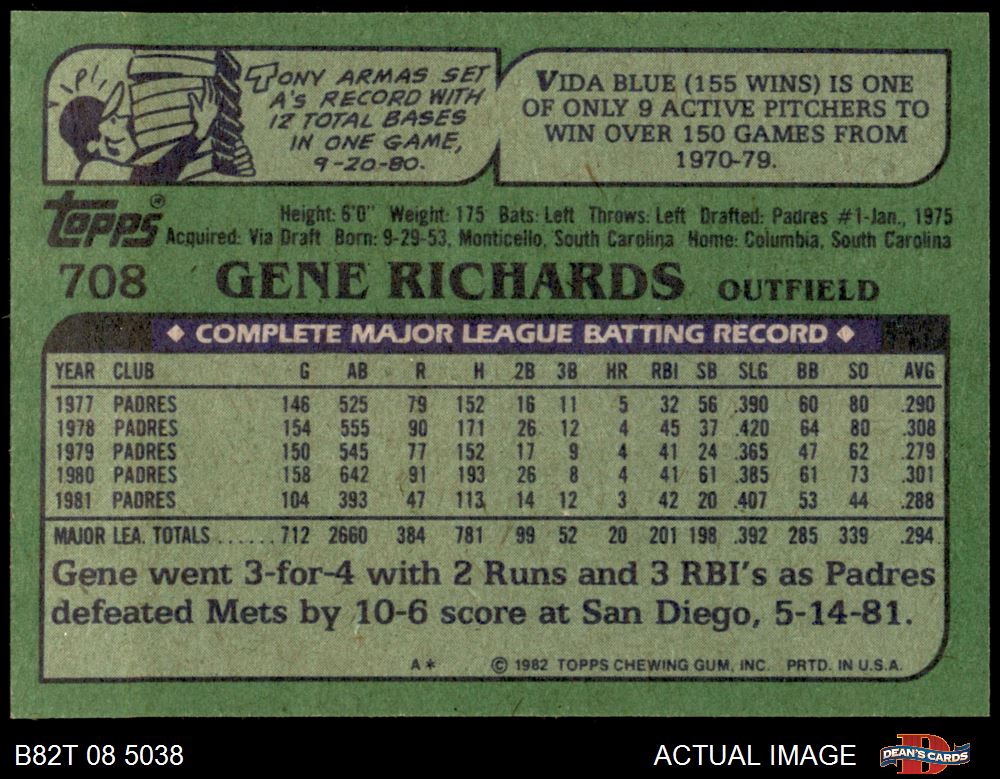 P!
TONY ARMAS SET
A'S RECORD WITH
12 TOTAL BASES
IN ONE GAME,
9-20-80.
VIDA BLUE (155 WINS) IS ONE
OF ONLY 9 ACTIVE PITCHERS TO
WIN OVER 150 GAMES FROM
1970-79.
Topps®
Height: 6'0" Weight: 175 Bats: Left Throws: Left Drafted: Padres #1-Jan., 1975
Acquired: Via Draft Born: 9-29-53, Monticello, South Carolina Home: Columbia, South Carolina
708 GENE RICHARDS OUTFIELD
◆ COMPLETE MAJOR LEAGUE BATTING RECORD ◆
YEAR CLUB G AB R H 2B 3B HR RBI SB SLG BB SO AVG
1977 PADRES 146 525 79 152 16 11 5 32 56 .390 60 80 .290
1978 PADRES 154 555 90 171 26 12 4 45 37 .420 64 80 .308
1979 PADRES 150 545 77 152 17 9 4 41 24 .365 47 62 .279
1980 PADRES 158 642 91 193 26 8 4 41 61 .385 61 73 .301
1981 PADRES 104 393 47 113 14 12 3 42 20 .407 53 44 .288
MAJOR LEA. TOTALS ......712 2660 384 781 99 52 20 201 198 .392 285 339 .294
Gene went 3-for-4 with 2 Runs and 3 RBI's as Padres
defeated Mets by 10-6 score at San Diego, 5-14-81.
A* © 1982 TOPPS CHEWING GUM, INC. PRTD. IN U.S.A.
B82T 08 5038 ACTUAL IMAGE DEAN'S CARDS